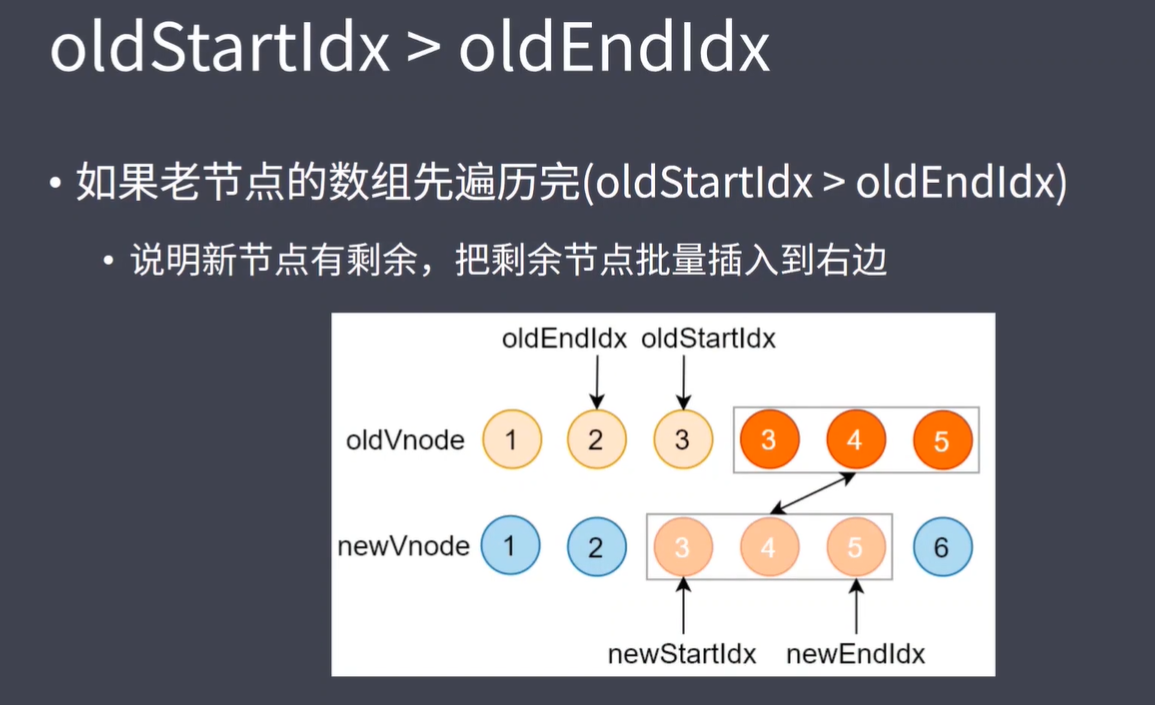 oldStartIdx > oldEndIdx
• 如果老节点的数组先遍历完(oldStartIdx > oldEndIdx)
• 说明新节点有剩余，把剩余节点批量插入到右边
oldEndIdx oldStartIdx
oldVnode 1 2 3 3 4 5
newVnode 1 2 3 4 5 6
newStartIdx newEndIdx